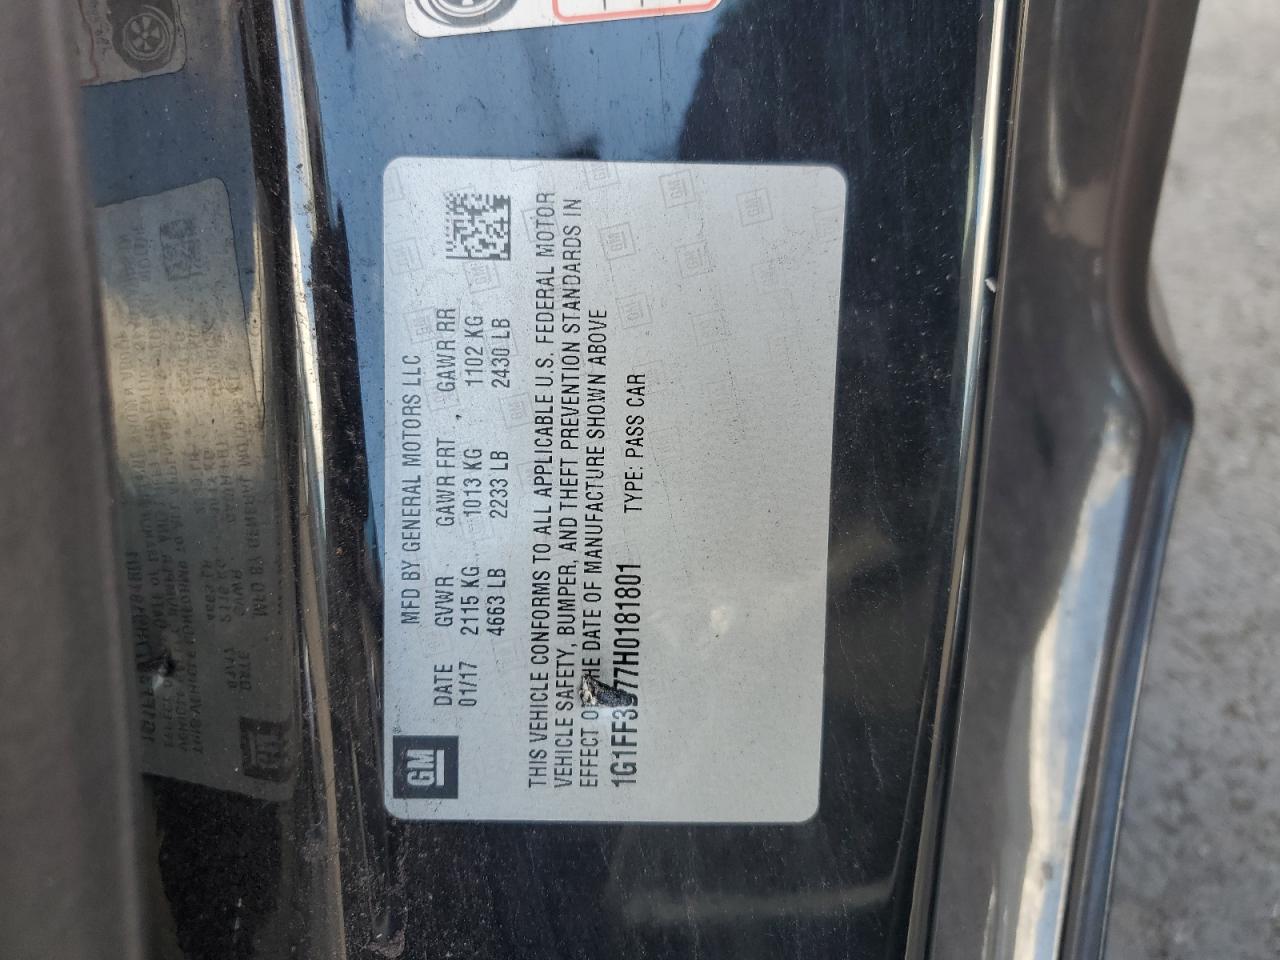 GM
MFD BY GENERAL MOTORS LLC
DATE GVWR GAWR FRT GAWR RR
01/17 2115 KG 1013 KG 1102 KG
4663 LB 2233 LB 2430 LB
THIS VEHICLE CONFORMS TO ALL APPLICABLE U.S. FEDERAL MOTOR
VEHICLE SAFETY, BUMPER, AND THEFT PREVENTION STANDARDS IN
EFFECT ON THE DATE OF MANUFACTURE SHOWN ABOVE
TYPE: PASS CAR